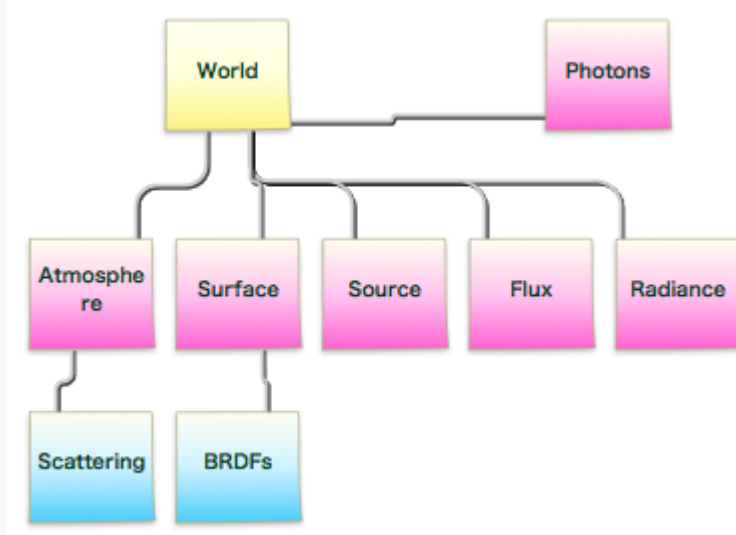 World
Photons
Atmosphe
re
Surface
Source
Flux
Radiance
Scattering
BRDFs